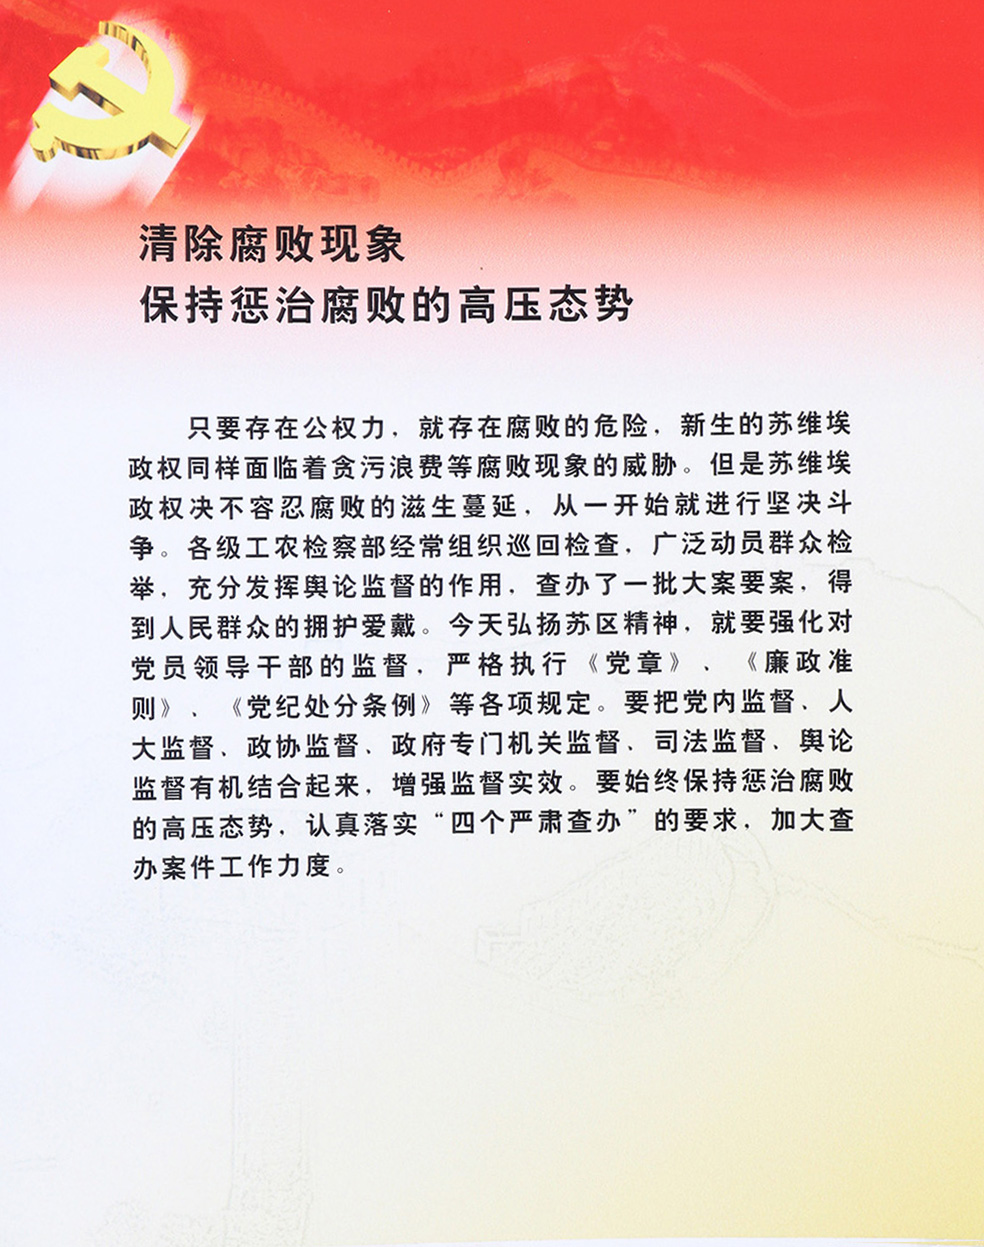 清除腐败现象
保持惩治腐败的高压态势
只要存在公权力，就存在腐败的危险，新生的苏维埃
政权同样面临着贪污浪费等腐败现象的威胁。但是苏维埃
政权决不容忍腐败的滋生蔓延，从一开始就进行坚决斗
争。各级工农检察部经常组织巡回检查，广泛动员群众检
举，充分发挥舆论监督的作用，查办了一批大案要案，得
到人民群众的拥护爱戴。今天弘扬苏区精神，就要强化对
党员领导干部的监督，严格执行《党章》、《廉政准
则》、《党纪处分条例》等各项规定。要把党内监督、人
大监督、政协监督、政府专门机关监督、司法监督、舆论
监督有机结合起来，增强监督实效。要始终保持惩治腐败
的高压态势，认真落实“四个严肃查办”的要求，加大查
办案件工作力度。